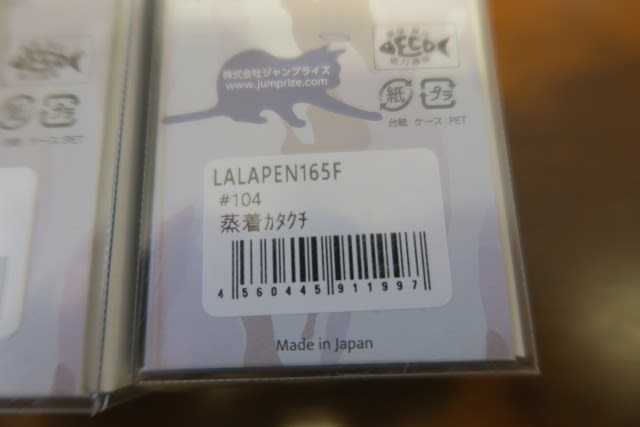 株式会社ジャンプライズ
www.jumprize.com
ECO
紙
プラ
台紙 ケース:PET
LALAPEN165F
#104
蒸着カタクチ
4 560445 911997
Made in Japan